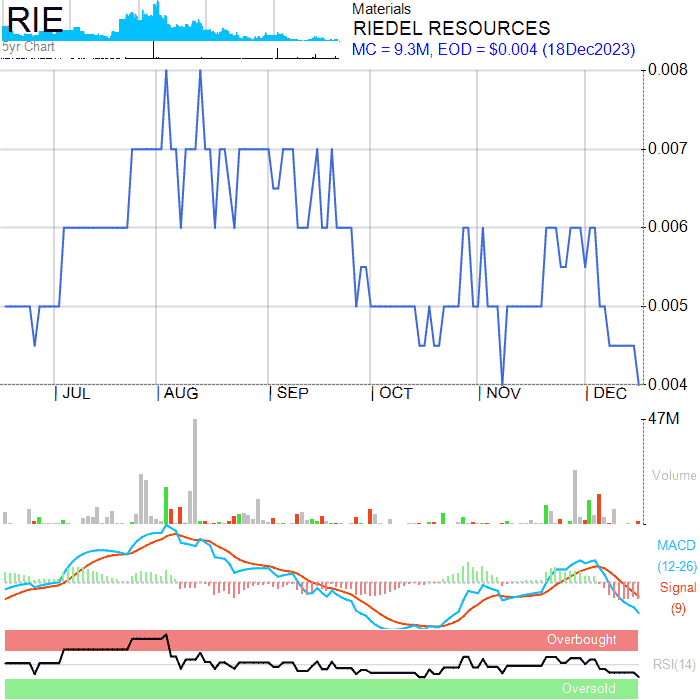 RIE
5yr Chart
Materials
RIEDEL RESOURCES
MC = 9.3M, EOD = $0.004 (18Dec2023)
0.008
0.007
0.006
0.005
0.004
JUL
AUG
SEP
OCT
NOV
DEC
47M
Volume
MACD
(12-26)
Signal
(9)
Overbought
RSI(14)
Oversold